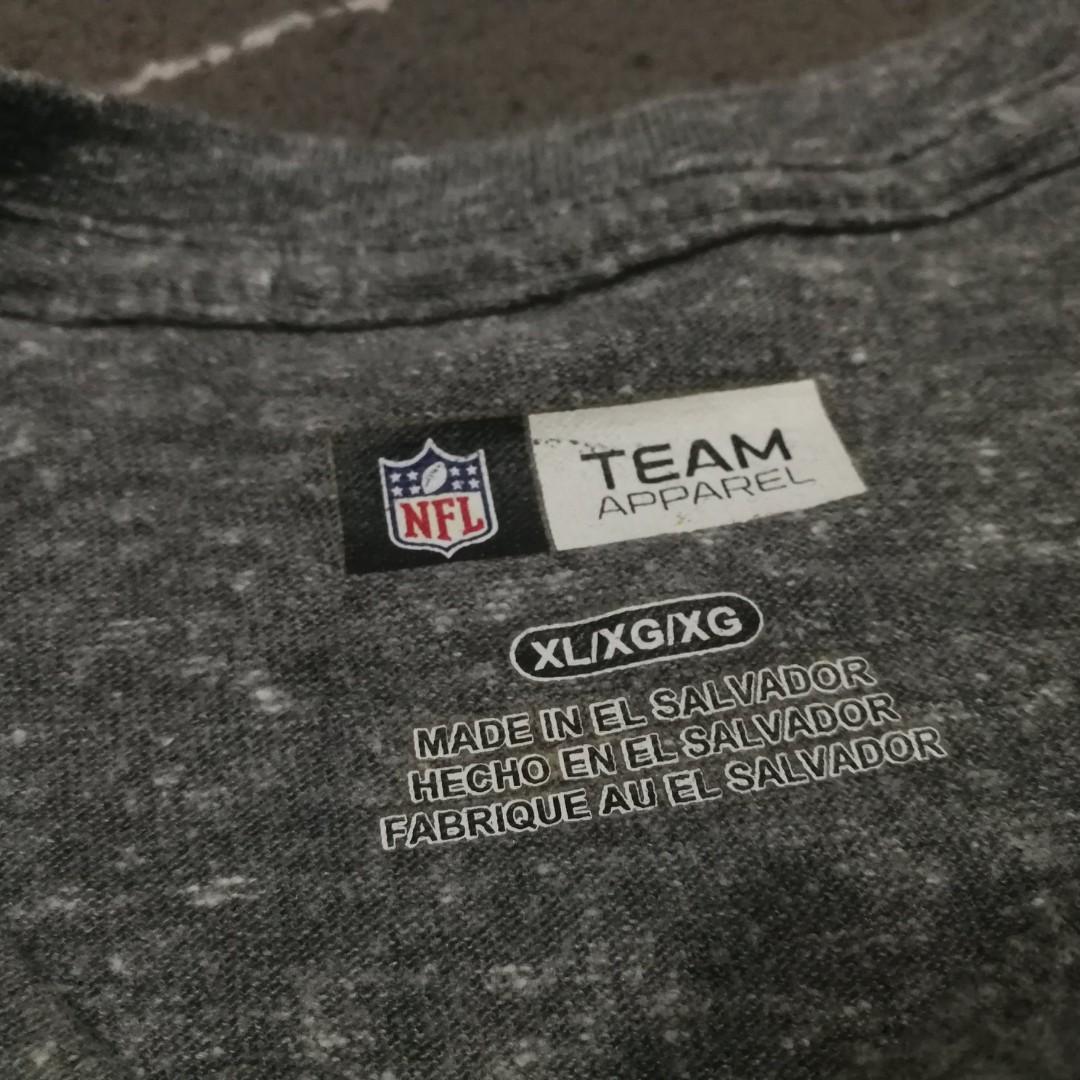 NFL
TEAM
APPAREL
XL/XG/XG
MADE IN EL SALVADOR
HECHO EN EL SALVADOR
FABRIQUE AU EL SALVADOR